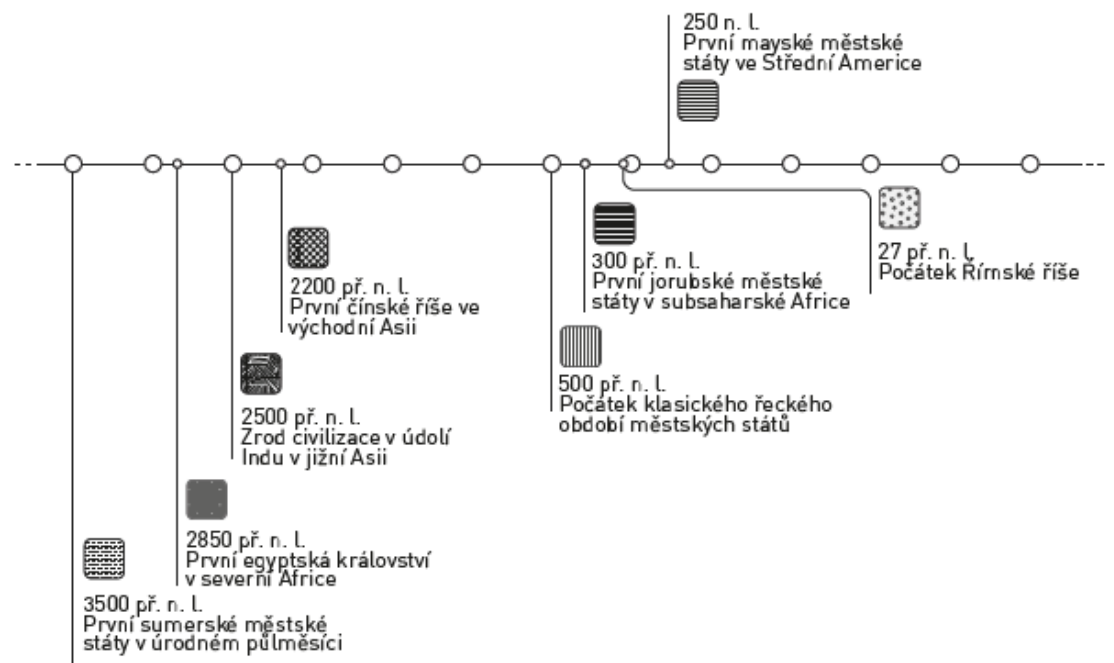 250 n. l.
První mayské městské
státy ve Střední Americe
27 př. n. l.
Počátek Římské říše
300 př. n. l.
První jorubské městské
státy v subsaharské Africe
2200 př. n. l.
První čínské říše ve
východní Asii
500 př. n. l.
Počátek klasického řeckého
období městských států
2500 př. n. l.
Zrod civilizace v údolí
Indu v jižní Asii
2850 př. n. l.
První egyptská království
v severní Africe
3500 př. n. l.
První sumerské městské
státy v úrodném půlměsíci